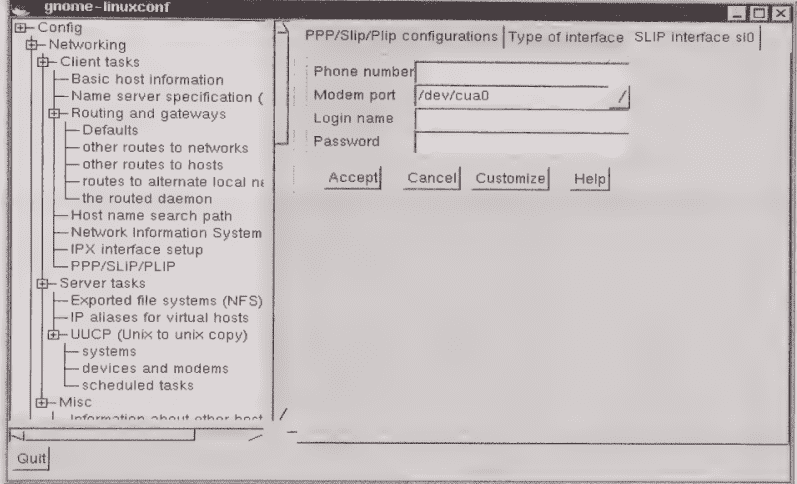 gnome-linuxconf
Config
Networking
Client tasks
Basic host information
Name server specification (
Routing and gateways
Defaults
other routes to networks
other routes to hosts
routes to alternate local ne
the routed daemon
Host name search path
Network Information System
IPX interface setup
PPP/SLIP/PLIP
Server tasks
Exported file systems (NFS)
IP aliases for virtual hosts
UUCP (Unix to unix copy)
systems
devices and modems
scheduled tasks
Misc
Information about other host
Quit
PPP/Slip/Plip configurations Type of interface SLIP interface sl0
Phone number
Modem port /dev/cua0
Login name
Password
Accept Cancel Customize Help